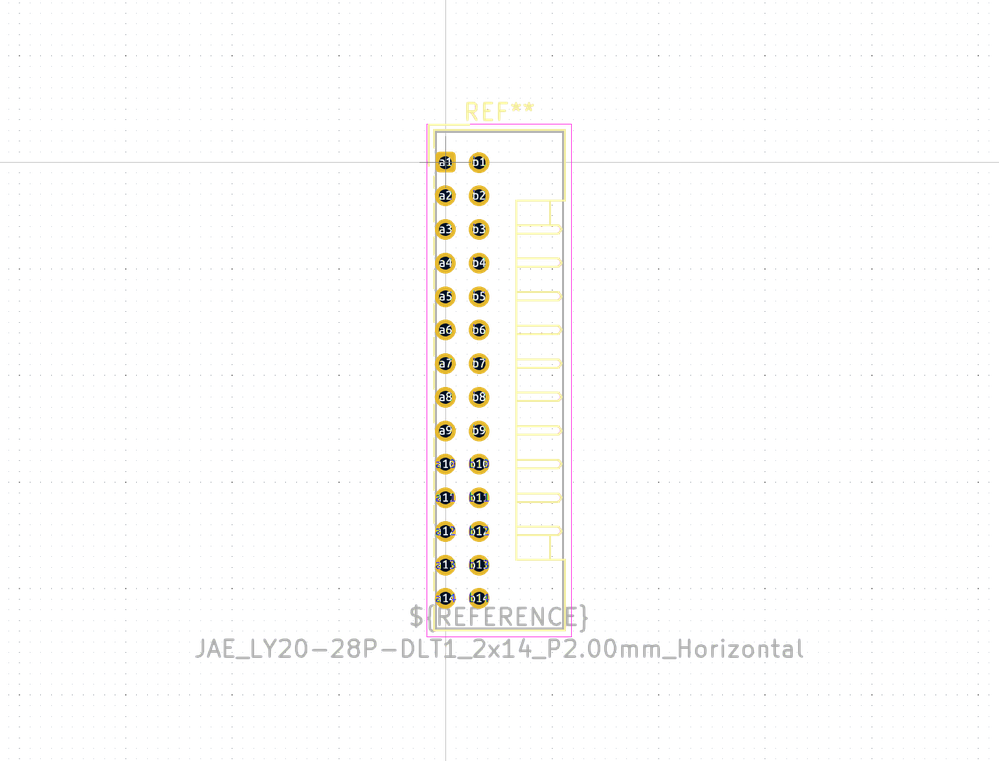 REF**
a1 b1
a2 b2
a3 b3
a4 b4
a5 b5
a6 b6
a7 b7
a8 b8
a9 b9
a10 b10
a11 b11
a12 b12
a13 b13
a14 b14
${REFERENCE}
JAE_LY20-28P-DLT1_2x14_P2.00mm_Horizontal